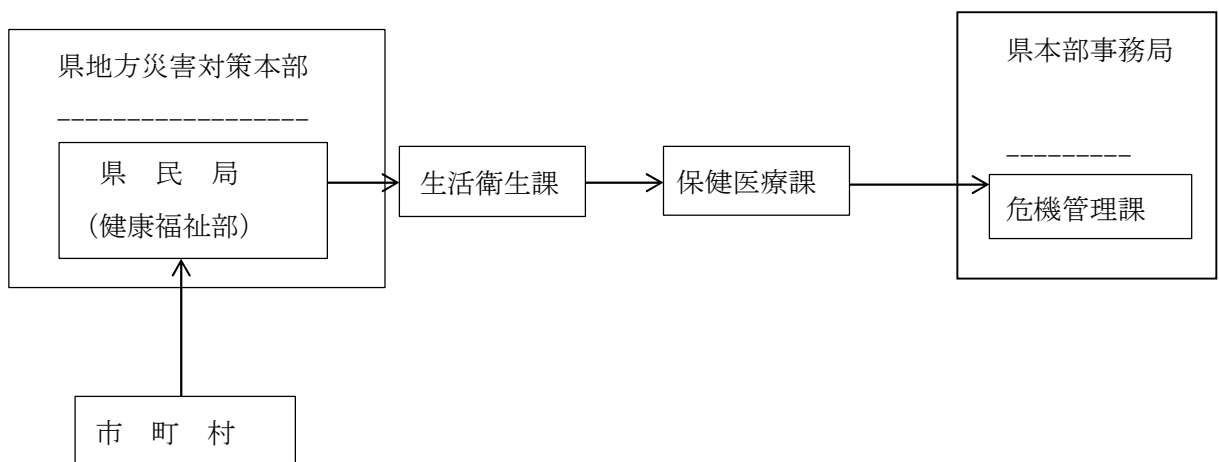 県地方災害対策本部
------------------
県　民　局
(健康福祉部)
市　町　村
生活衛生課
保健医療課
県本部事務局
---------
危機管理課